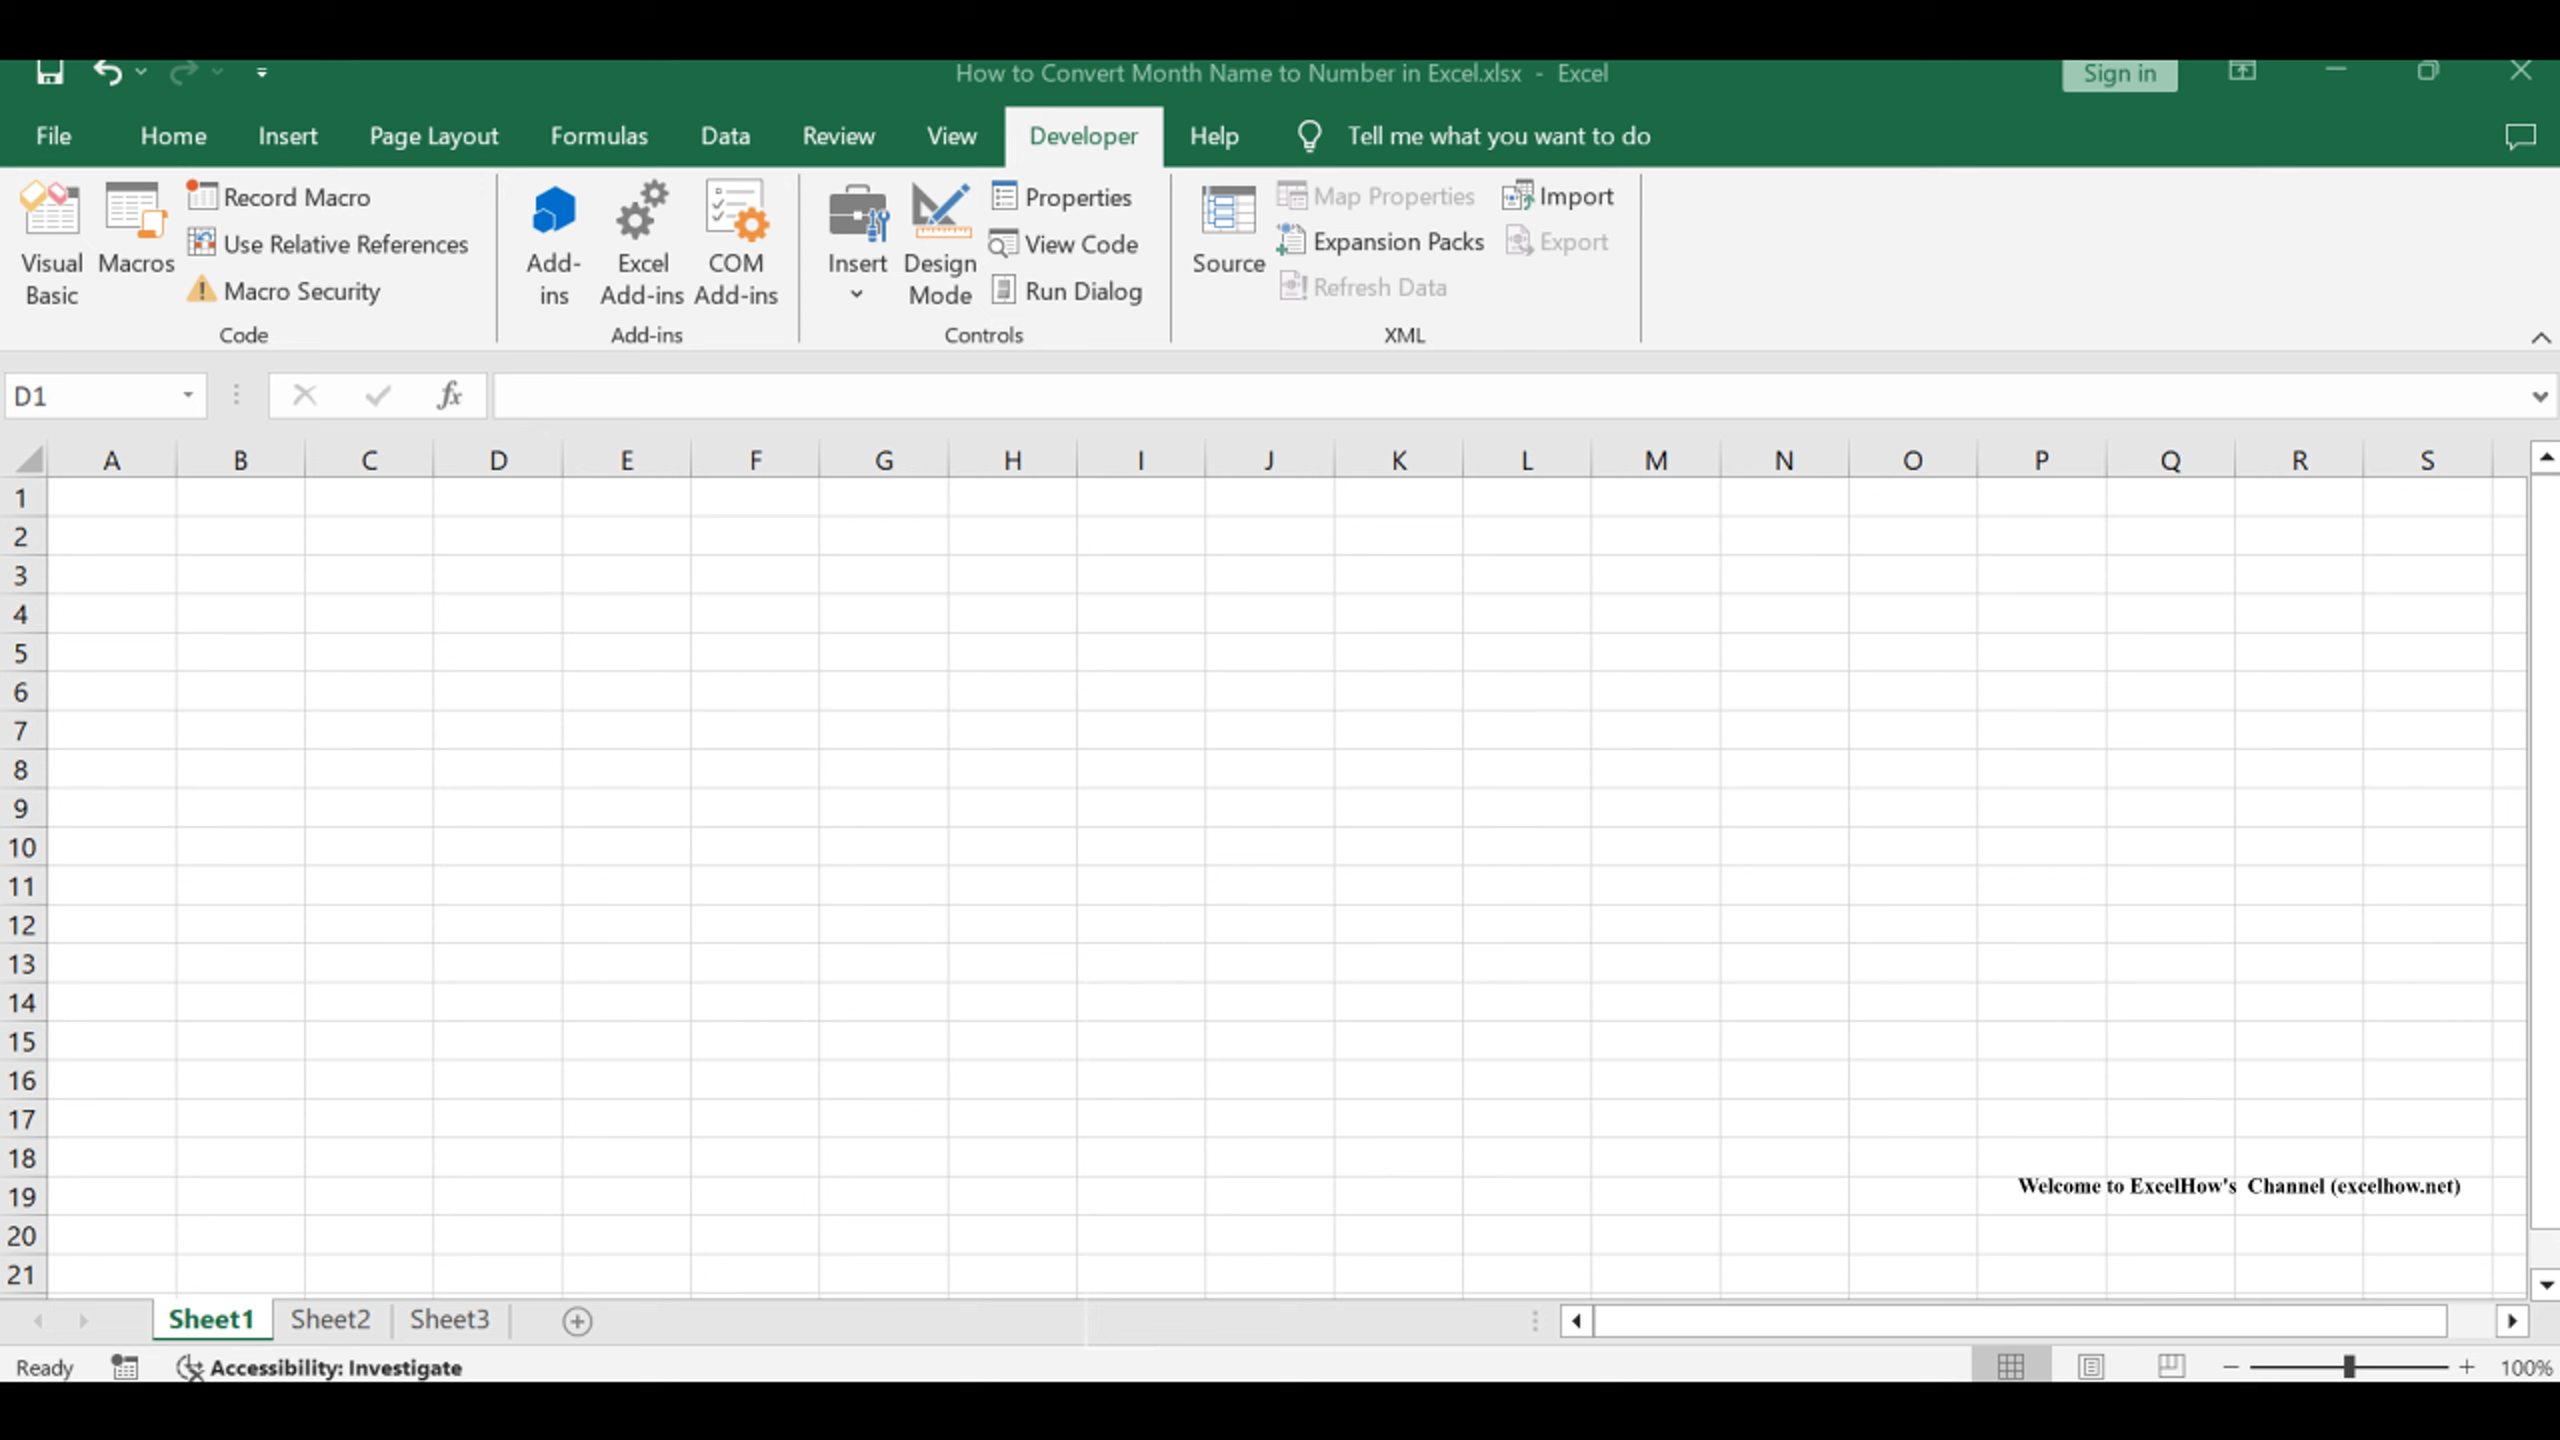 How to Convert Month Name to Number in Excel.xlsx - Excel
Sign in
File Home Insert Page Layout Formulas Data Review View Developer Help Tell me what you want to do
Visual Basic
Macros
Record Macro
Use Relative References
Macro Security
Code
Add-ins
Excel Add-ins
COM Add-ins
Add-ins
Insert
Design Mode
Properties
View Code
Run Dialog
Controls
Source
Map Properties
Expansion Packs
Refresh Data
Import
Export
XML
D1
fx
A B C D E F G H I J K L M N O P Q R S
1
2
3
4
5
6
7
8
9
10
11
12
13
14
15
16
17
18
19
Welcome to ExcelHow's Channel (excelhow.net)
20
21
Sheet1 Sheet2 Sheet3
Ready Accessibility: Investigate 100%